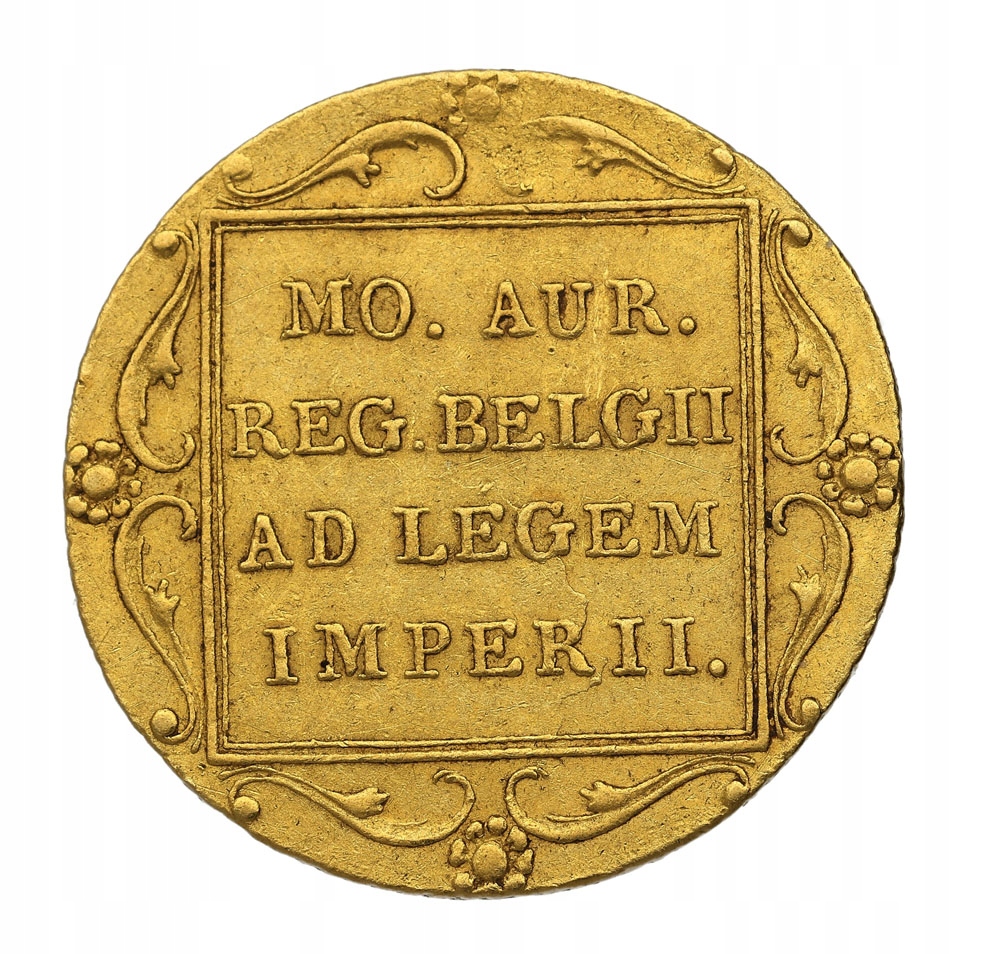 MO. AUR.
REG. BELGII
AD LEGEM
IMPERII.